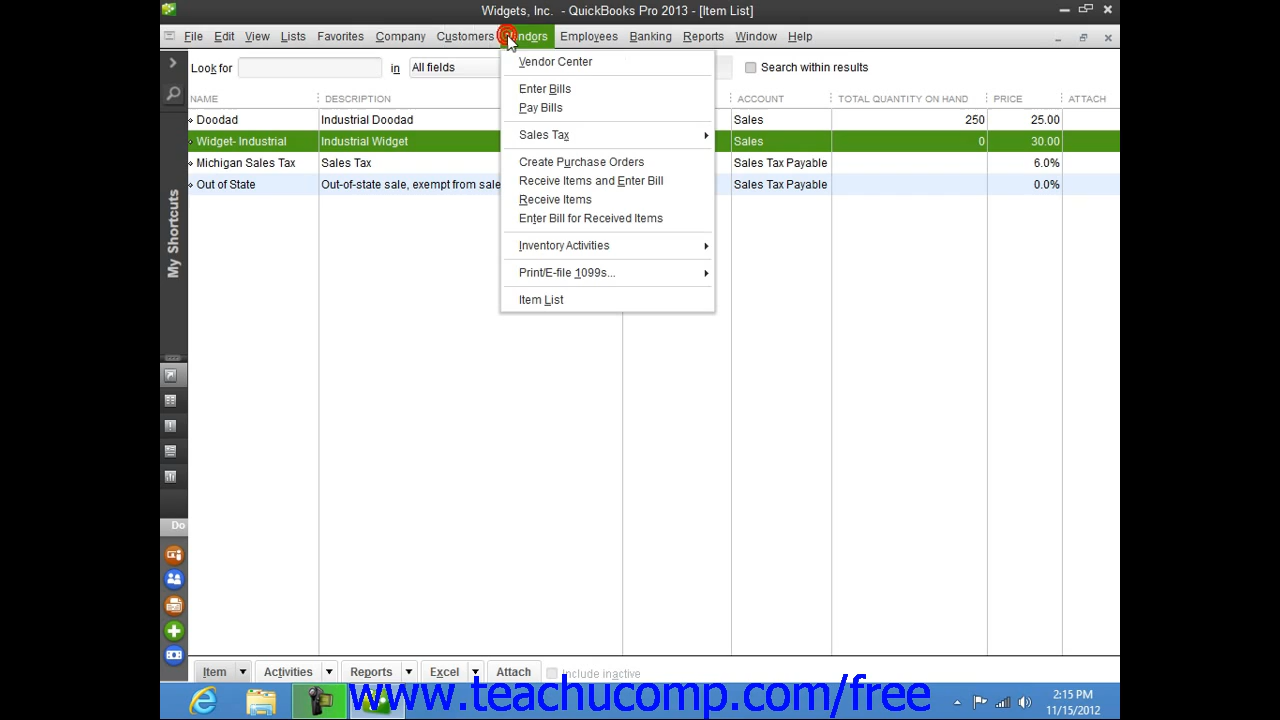 Widgets, Inc. - QuickBooks Pro 2013 - [Item List]
File Edit View Lists Favorites Company Customers Vendors Employees Banking Reports Window Help
Look for in All fields Search within results
Vendor Center
Enter Bills
Pay Bills
Sales Tax
Create Purchase Orders
Receive Items and Enter Bill
Receive Items
Enter Bill for Received Items
Inventory Activities
Print/E-file 1099s...
Item List
NAME DESCRIPTION ACCOUNT TOTAL QUANTITY ON HAND PRICE ATTACH
Doodad Industrial Doodad Sales 250 25.00
Widget- Industrial Industrial Widget Sales 0 30.00
Michigan Sales Tax Sales Tax Sales Tax Payable 6.0%
Out of State Out-of-state sale, exempt from sale Sales Tax Payable 0.0%
My Shortcuts
Do
Item Activities Reports Excel Attach Include inactive
www.teachucomp.com/free
2:15 PM
11/15/2012